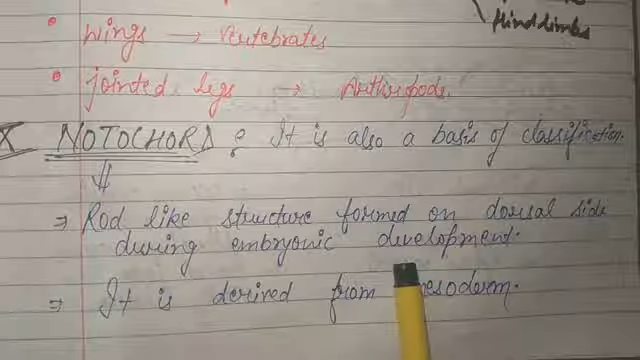 Hind limbs
• Wings → Vertebrates
• Jointed legs → Arthropods.
X NOTOCHORD : It is also a basis of classification.
⇓
⇒ Rod like structure formed on dorsal side
during embryonic development.
⇒ It is derived from mesoderm.